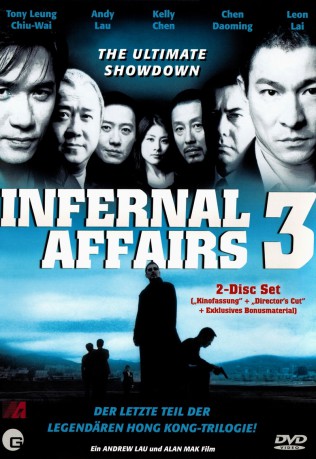 Tony Leung Chiu-Wai
Andy Lau
Kelly Chen
Chen Daoming
Leon Lai
THE ULTIMATE
SHOWDOWN
INFERNAL
AFFAIRS 3
2-Disc Set
(„Kinofassung" + „Director's Cut"
+ Exklusives Bonusmaterial)
DER LETZTE TEIL DER
LEGENDÄREN HONG KONG-TRILOGIE!
Ein ANDREW LAU und ALAN MAK Film
G
DVD
VIDEO